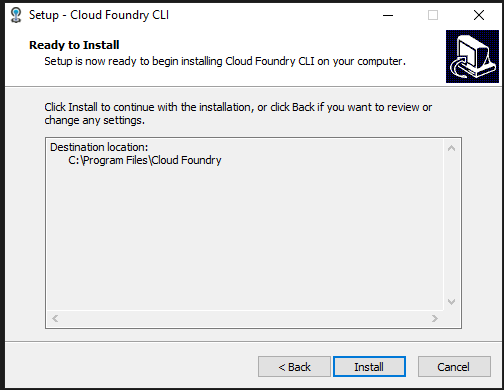 Setup - Cloud Foundry CLI
Ready to Install
Setup is now ready to begin installing Cloud Foundry CLI on your computer.
Click Install to continue with the installation, or click Back if you want to review or
change any settings.
Destination location:
C:\Program Files\Cloud Foundry
< Back
Install
Cancel